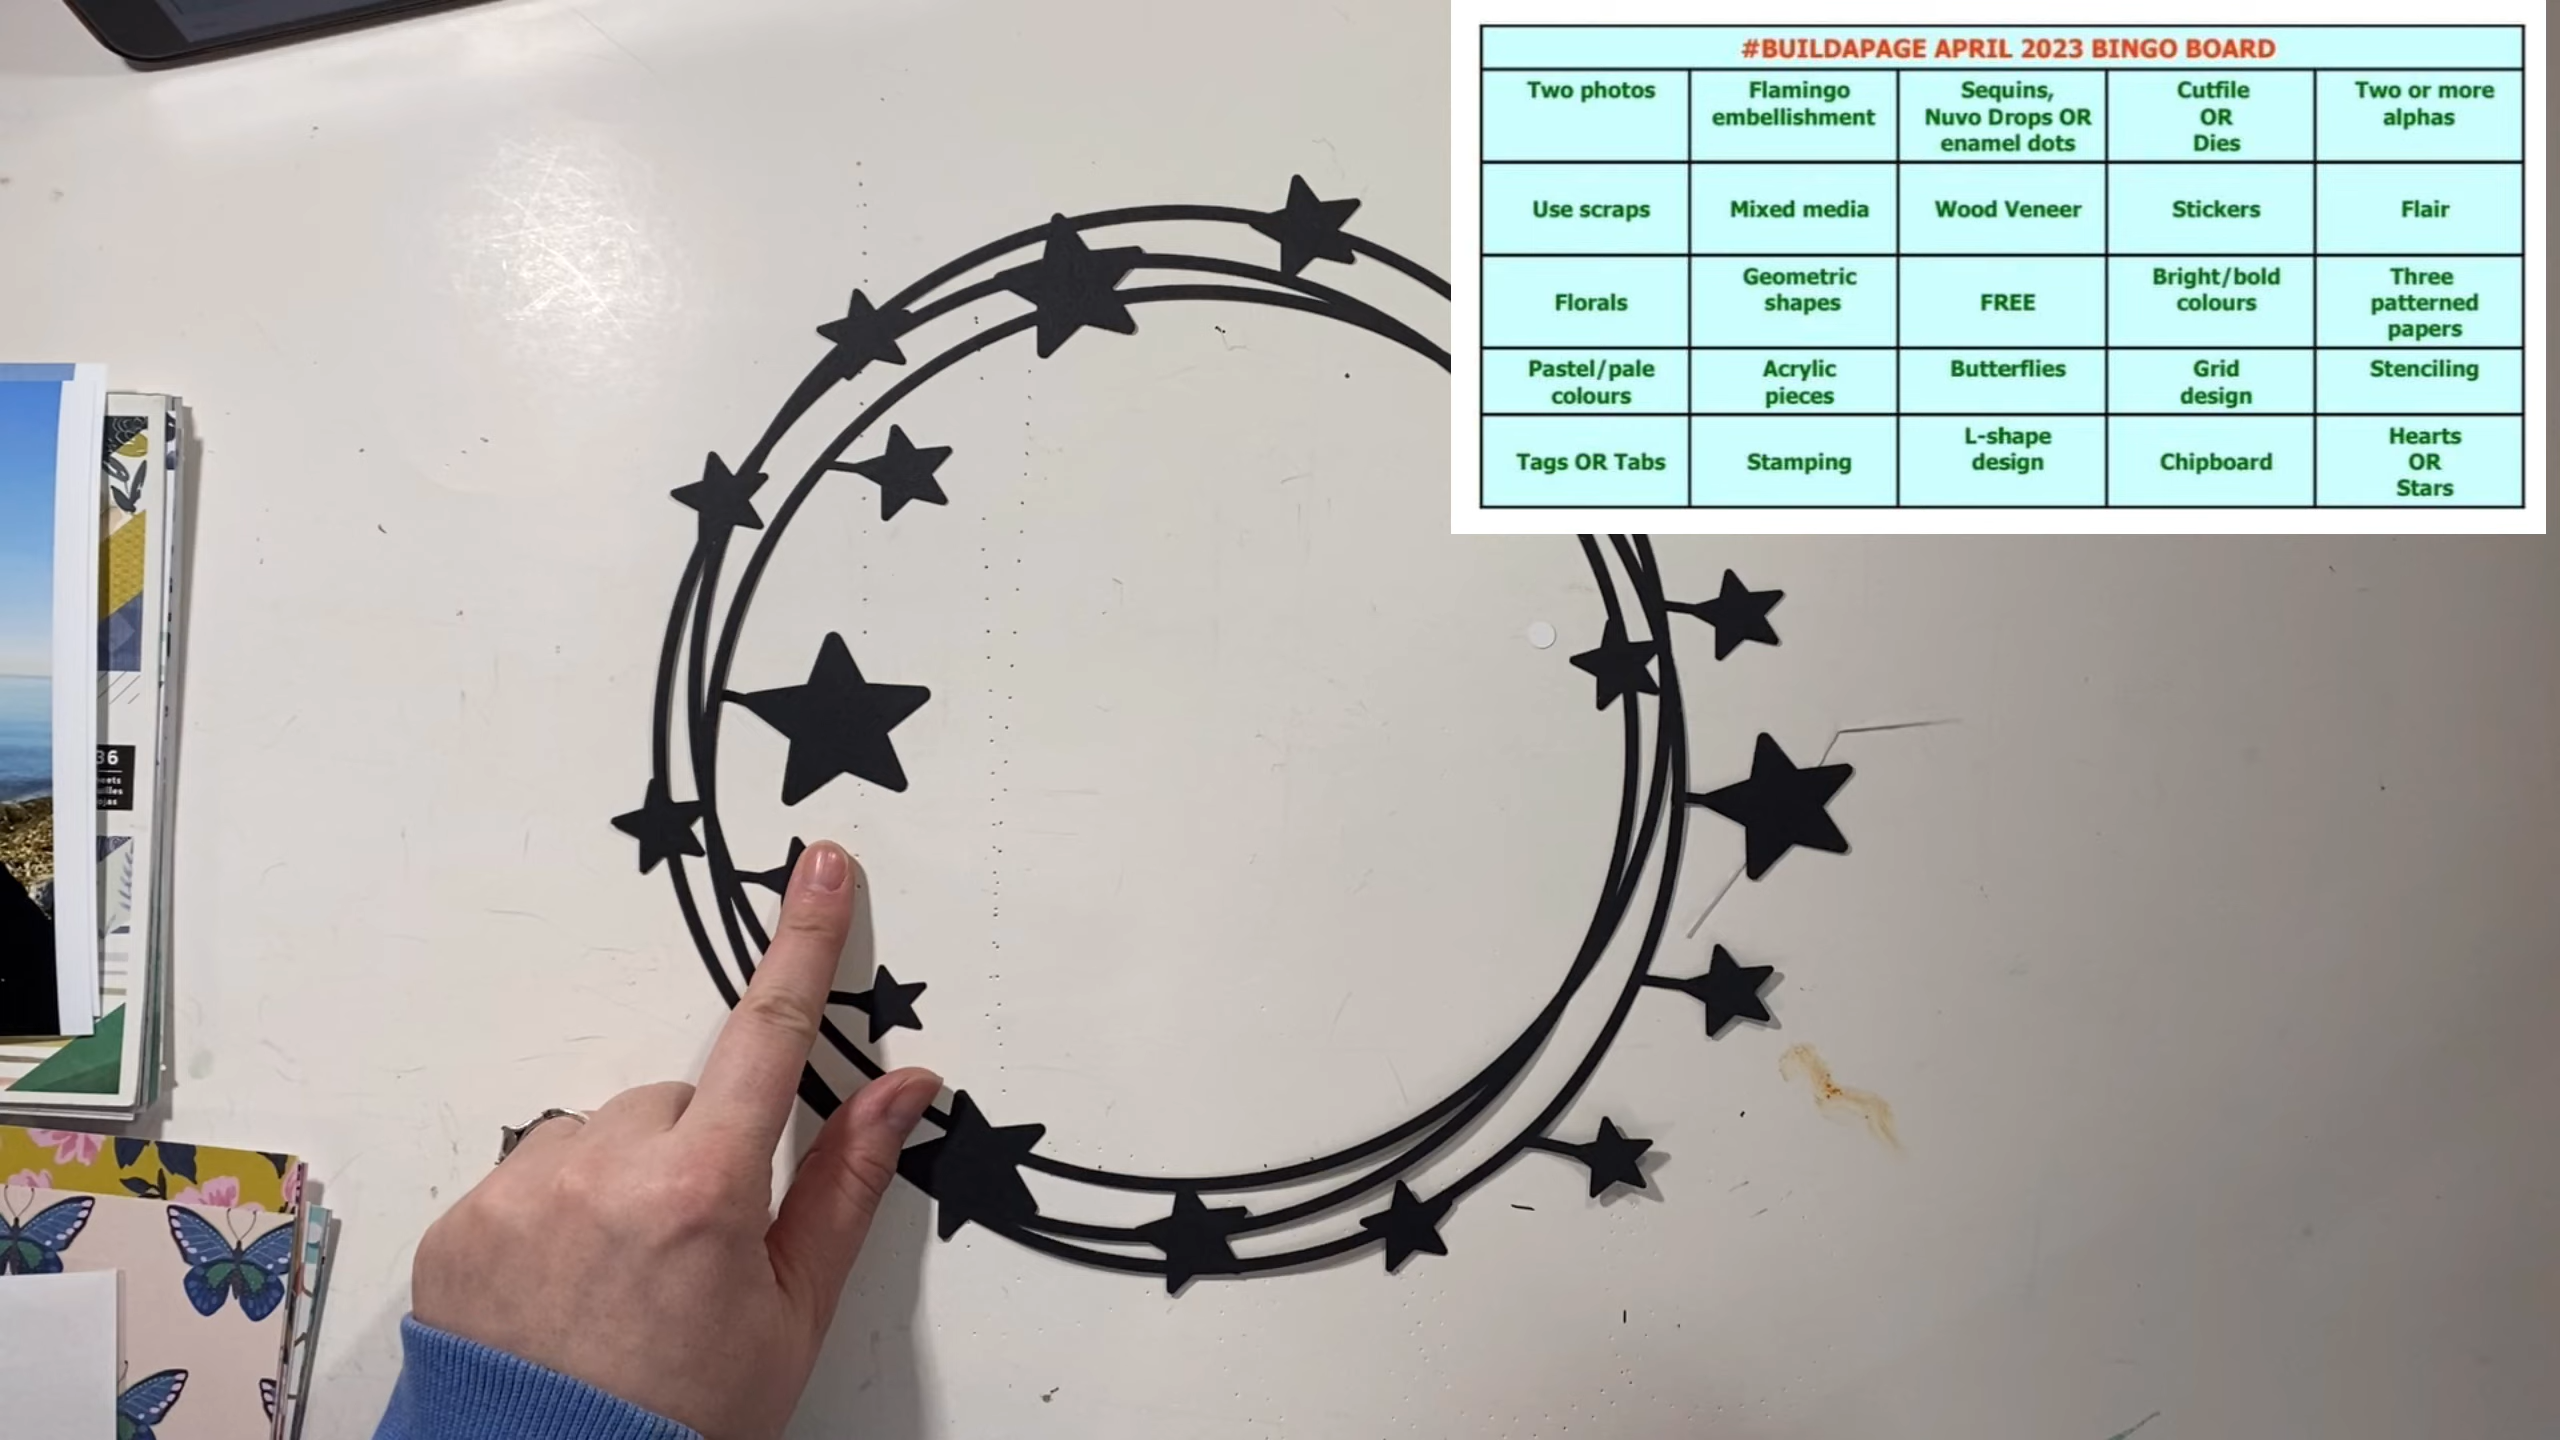 #BUILDAPAGE APRIL 2023 BINGO BOARD
Two photos
Flamingo
embellishment
Sequins,
Nuvo Drops OR
enamel dots
Cutfile
OR
Dies
Two or more
alphas
Use scraps
Mixed media
Wood Veneer
Stickers
Flair
Florals
Geometric
shapes
FREE
Bright/bold
colours
Three
patterned
papers
Pastel/pale
colours
Acrylic
pieces
Butterflies
Grid
design
Stenciling
Tags OR Tabs
Stamping
L-shape
design
Chipboard
Hearts
OR
Stars
36